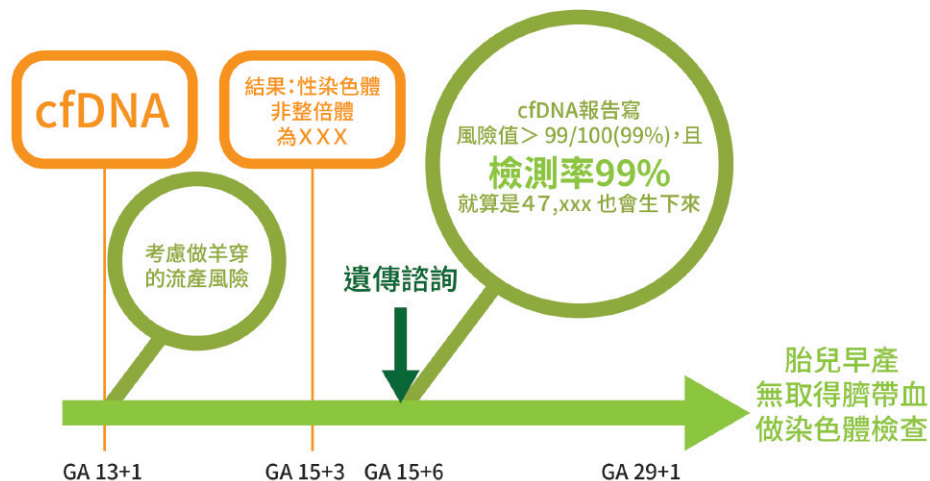 cfDNA
結果:性染色體
非整倍體
為XXX
cfDNA報告寫
風險值＞99/100(99%),且
檢測率99%
就算是47,xxx 也會生下來
考慮做羊穿
的流產風險
遺傳諮詢
胎兒早產
無取得臍帶血
做染色體檢查
GA 13+1
GA 15+3
GA 15+6
GA 29+1